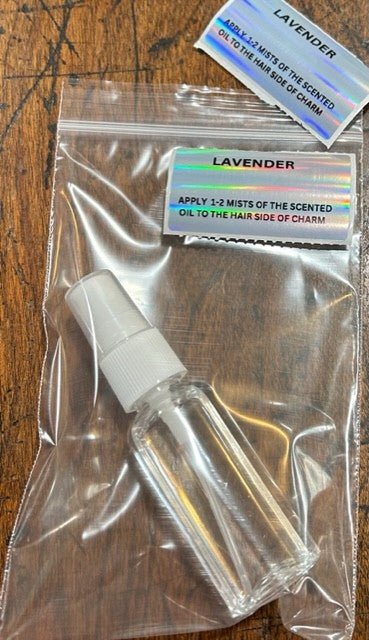 LAVENDER
APPLY 1-2 MISTS OF THE SCENTED
OIL TO THE HAIR SIDE OF CHARM
LAVENDER
APPLY 1-2 MISTS OF THE SCENTED
OIL TO THE HAIR SIDE OF CHARM